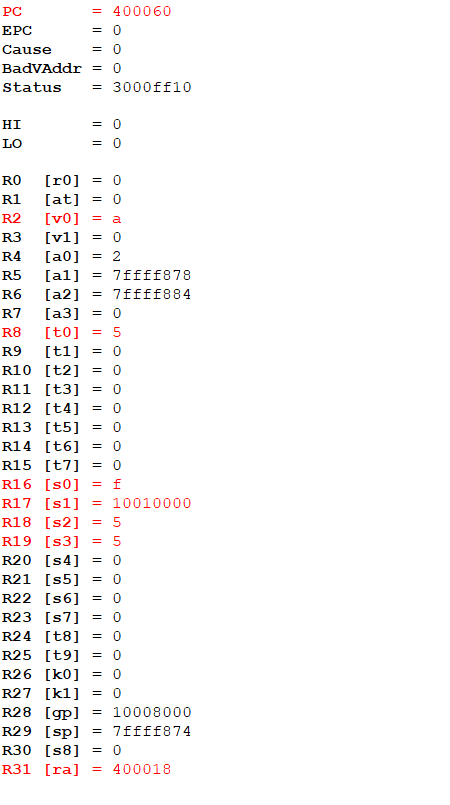 PC       = 400060
EPC      = 0
Cause    = 0
BadVAddr = 0
Status   = 3000ff10

HI       = 0
LO       = 0

R0  [r0] = 0
R1  [at] = 0
R2  [v0] = a
R3  [v1] = 0
R4  [a0] = 2
R5  [a1] = 7ffff878
R6  [a2] = 7ffff884
R7  [a3] = 0
R8  [t0] = 5
R9  [t1] = 0
R10 [t2] = 0
R11 [t3] = 0
R12 [t4] = 0
R13 [t5] = 0
R14 [t6] = 0
R15 [t7] = 0
R16 [s0] = f
R17 [s1] = 10010000
R18 [s2] = 5
R19 [s3] = 5
R20 [s4] = 0
R21 [s5] = 0
R22 [s6] = 0
R23 [s7] = 0
R24 [t8] = 0
R25 [t9] = 0
R26 [k0] = 0
R27 [k1] = 0
R28 [gp] = 10008000
R29 [sp] = 7ffff874
R30 [s8] = 0
R31 [ra] = 400018